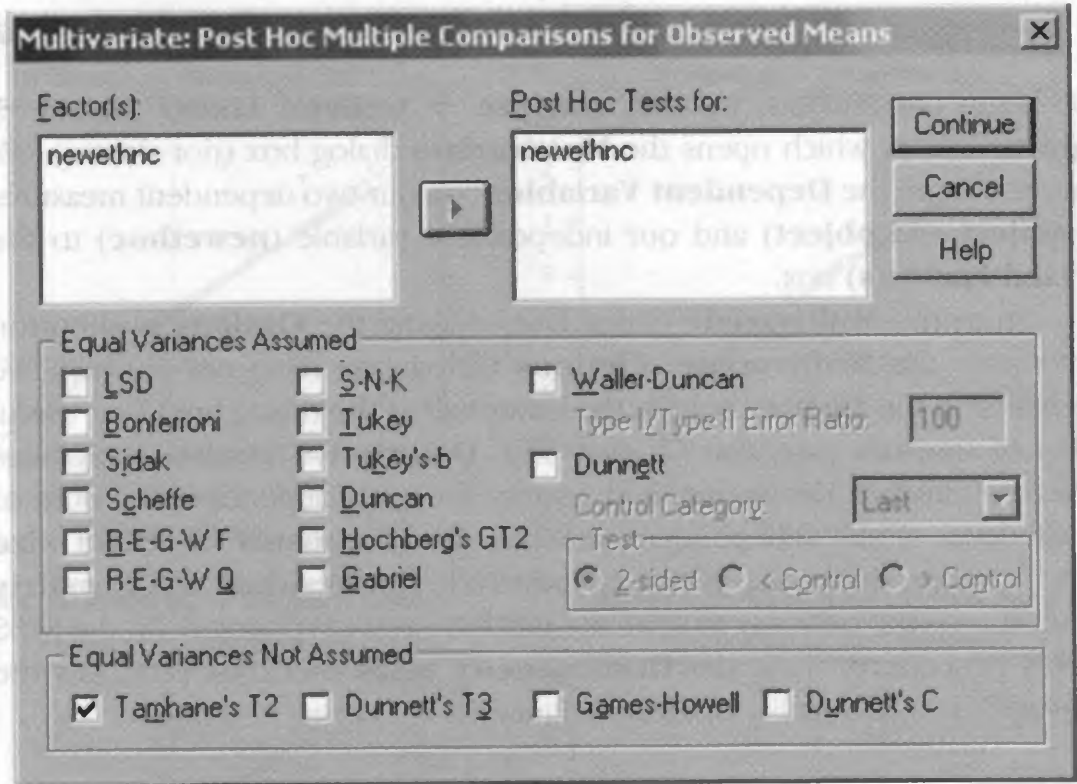 Multivariate: Post Hoc Multiple Comparisons for Observed Means
Factor(s):
Post Hoc Tests for:
newethnc
newethnc
Continue
Cancel
Help
Equal Variances Assumed
LSD
S-N-K
Waller-Duncan
Bonferroni
Tukey
Type I/Type II Error Ratio:
100
Sidak
Tukey's-b
Dunnett
Scheffe
Duncan
Control Category:
Last
R-E-G-W F
Hochberg's GT2
Test
R-E-G-W Q
Gabriel
2-sided
< Control
> Control
Equal Variances Not Assumed
Tamhane's T2
Dunnett's T3
Games-Howell
Dunnett's C